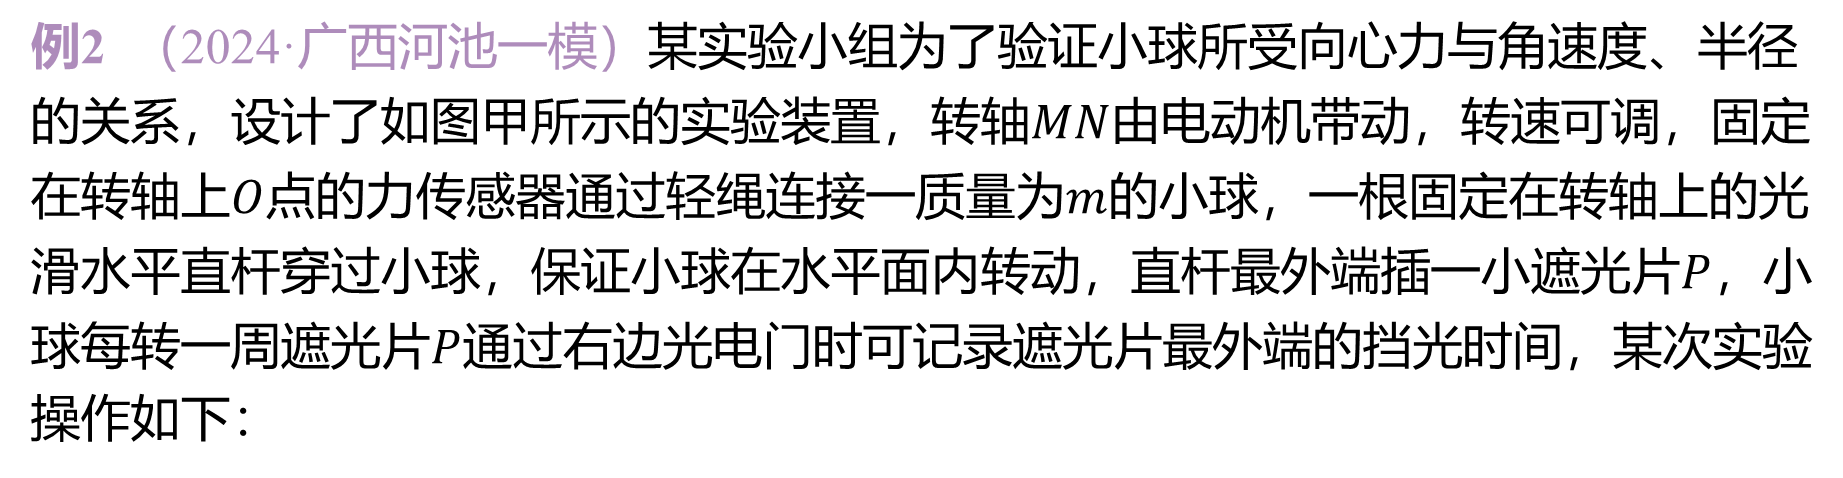 例2 （2024·广西河池一模）某实验小组为了验证小球所受向心力与角速度、半径
的关系，设计了如图甲所示的实验装置，转轴MN由电动机带动，转速可调，固定
在转轴上O点的力传感器通过轻绳连接一质量为m的小球，一根固定在转轴上的光
滑水平直杆穿过小球，保证小球在水平面内转动，直杆最外端插一小遮光片P，小
球每转一周遮光片P通过右边光电门时可记录遮光片最外端的挡光时间，某次实验
操作如下：